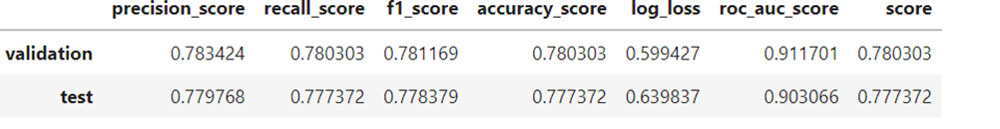 precision_score recall_score f1_score accuracy_score log_loss roc_auc_score score
validation 0.783424 0.780303 0.781169 0.780303 0.599427 0.911701 0.780303
test 0.779768 0.777372 0.778379 0.777372 0.639837 0.903066 0.777372